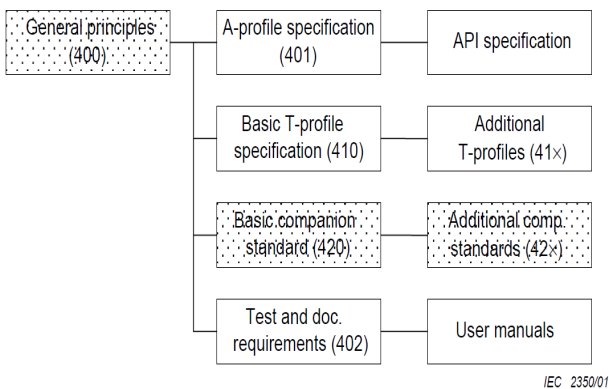 General principles
(400)
A-profile specification
(401)
API specification
Basic T-profile
specification (410)
Additional
T-profiles (41×)
Basic companion
standard (420)
Additional comp.
standards (42×)
Test and doc.
requirements (402)
User manuals
IEC 2350/01